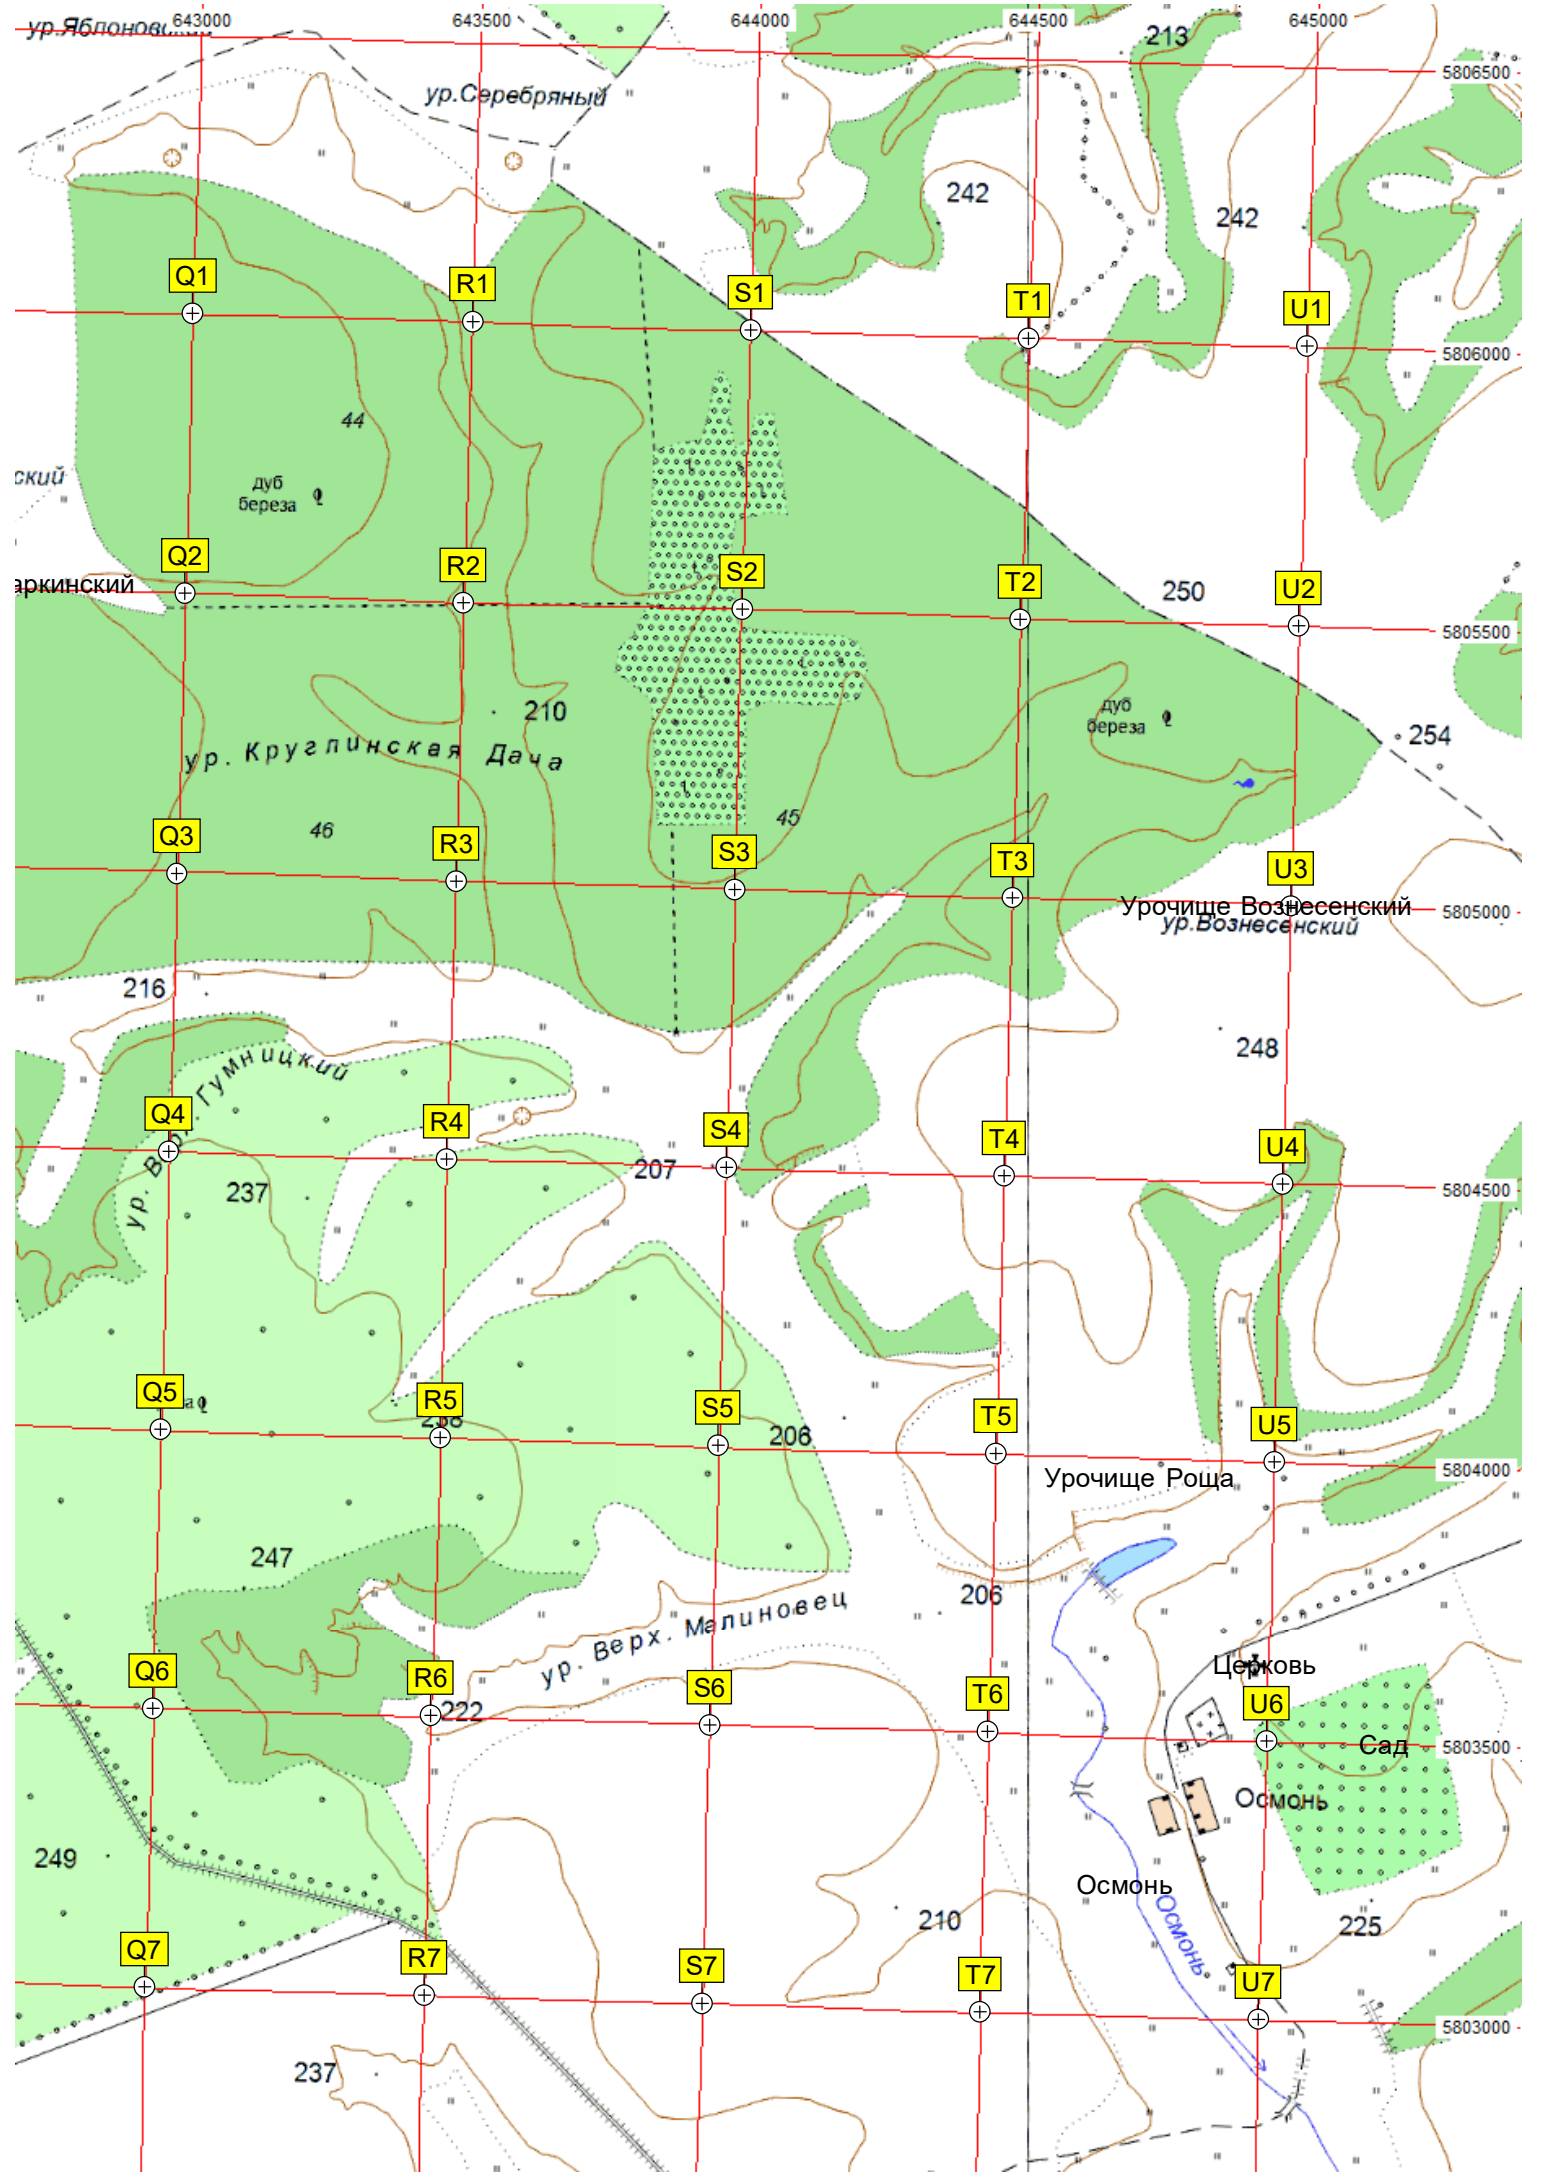 643000 643500 644000 644500 645000
213
5806500
ур.Серебряный
242
242
Q1 R1 S1 T1 U1
5806000
44
ский
дуб
береза
Q2 R2 S2 T2 U2
аркинский
250
5805500
210
дуб
береза
254
ур. Круглинская Дача
46
45
Q3 R3 S3 T3 U3
Урочище Вознесенский
5805000
ур.Вознесенский
216
248
Гумницкий
Q4 R4 S4 T4 U4
207
237
5804500
Q5 R5 S5 T5 U5
206
5804000
Урочище Роща
247
206
ур. Верх. Малиновец
Церковь
Q6 R6 S6 T6 U6
222
5803500
Сад
Осмонь
249
Осмонь
Осмонь
210
225
Q7 R7 S7 T7 U7
5803000
237